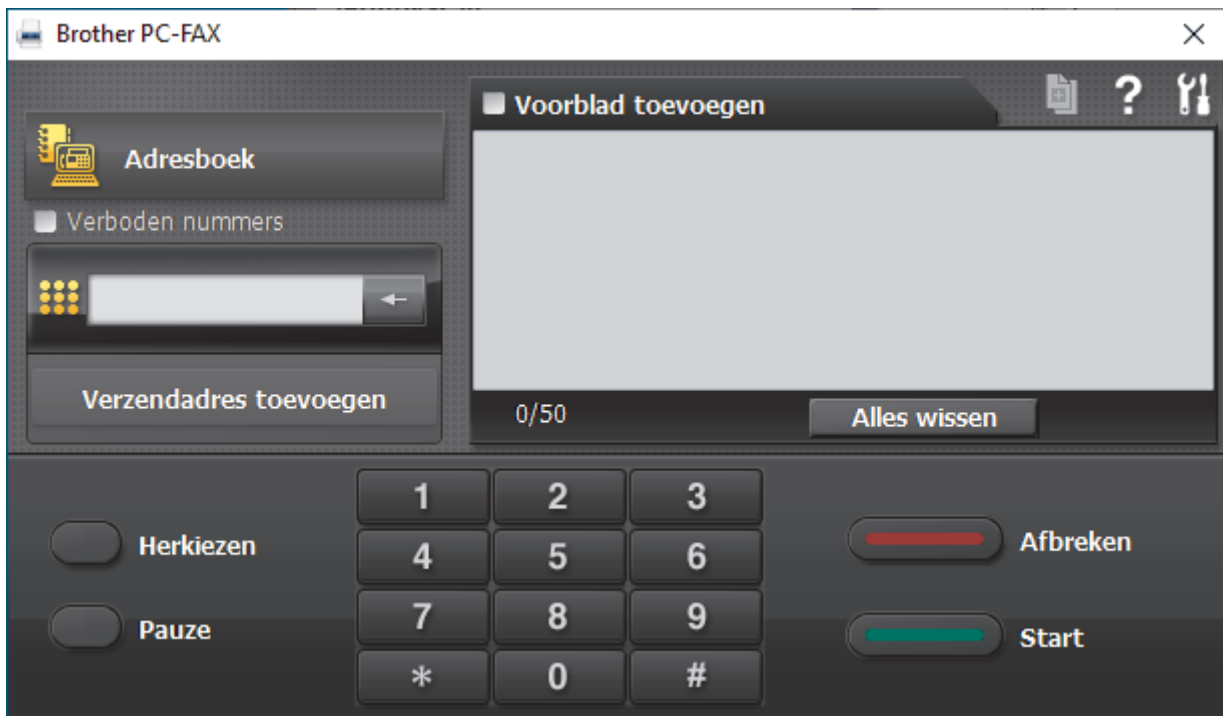 Brother PC-FAX
Voorblad toevoegen
?
Adresboek
Verboden nummers
Verzendadres toevoegen
0/50
Alles wissen
1 2 3
4 5 6
7 8 9
* 0 #
Herkiezen
Pauze
Afbreken
Start